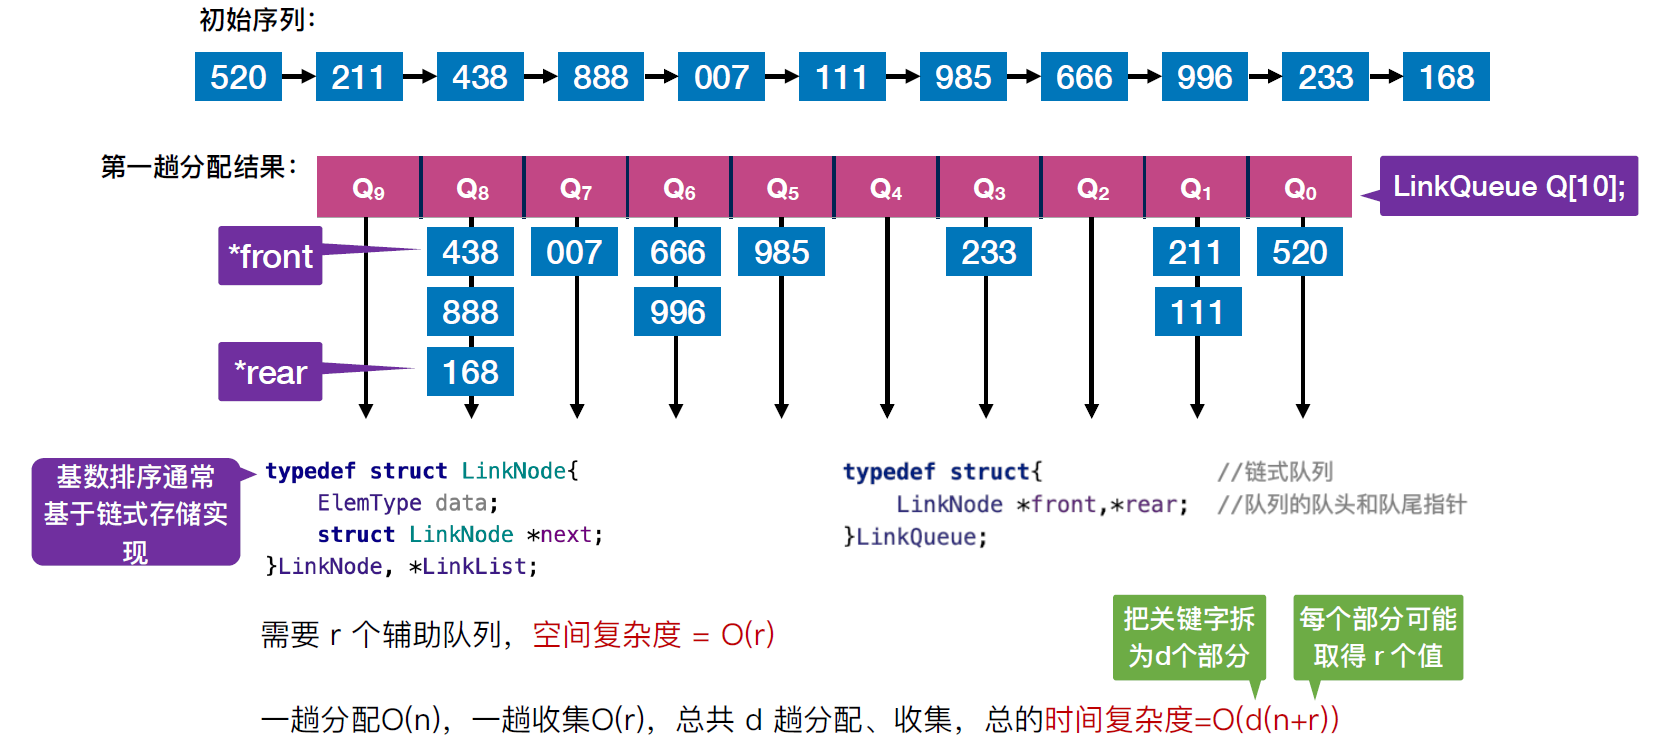 初始序列：
520 211 438 888 007 111 985 666 996 233 168
第一趟分配结果：
Q9 Q8 Q7 Q6 Q5 Q4 Q3 Q2 Q1 Q0
LinkQueue Q[10];
*front
438 007 666 985 233 211 520
888 996 111
*rear
168
基数排序通常
基于链式存储实
现
typedef struct LinkNode{
ElemType data;
struct LinkNode *next;
}LinkNode, *LinkList;
typedef struct{ //链式队列
LinkNode *front,*rear; //队列的队头和队尾指针
}LinkQueue;
需要 r 个辅助队列，空间复杂度 = O(r)
把关键字拆
为d个部分
每个部分可能
取得 r 个值
一趟分配O(n)，一趟收集O(r)，总共 d 趟分配、收集，总的时间复杂度=O(d(n+r))